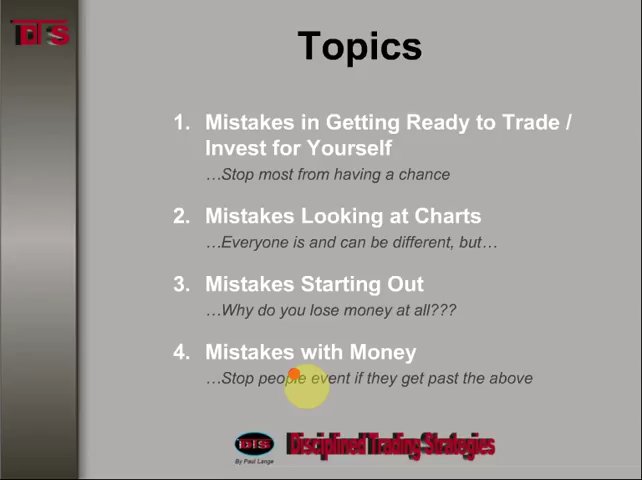 DTS
Topics
1. Mistakes in Getting Ready to Trade /
Invest for Yourself
…Stop most from having a chance
2. Mistakes Looking at Charts
…Everyone is and can be different, but…
3. Mistakes Starting Out
…Why do you lose money at all???
4. Mistakes with Money
…Stop people event if they get past the above
DTS Disciplined Trading Strategies
By Paul Lange